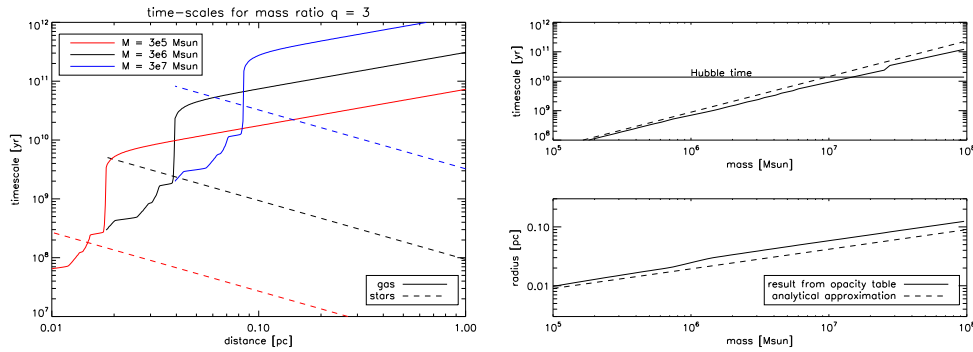 time-scales for mass ratio q = 3
M = 3e5 Msun
M = 3e6 Msun
M = 3e7 Msun
timescale [yr]
10^12
10^11
10^10
10^9
10^8
10^7
gas
stars
0.01 0.10 1.00
distance [pc]
timescale [yr]
10^12
10^11
10^10
10^9
10^8
Hubble time
10^5 10^6 10^7 10^8
mass [Msun]
radius [pc]
0.10
0.01
result from opacity table
analytical approximation
10^5 10^6 10^7 10^8
mass [Msun]